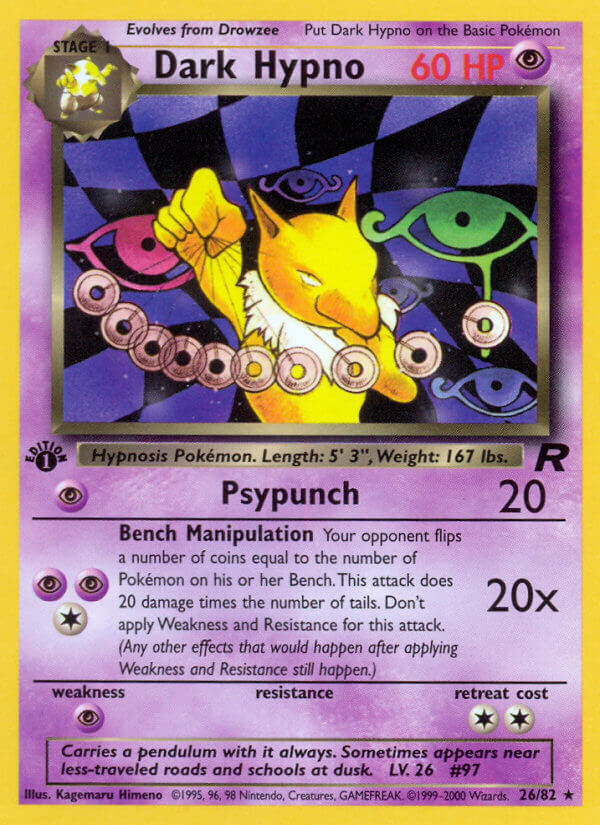 Evolves from Drowzee Put Dark Hypno on the Basic Pokémon
STAGE 1
Dark Hypno 60 HP
EDITION
1
Hypnosis Pokémon. Length: 5' 3", Weight: 167 lbs.
R
Psypunch 20
Bench Manipulation Your opponent flips
a number of coins equal to the number of
Pokémon on his or her Bench. This attack does
20 damage times the number of tails. Don't
apply Weakness and Resistance for this attack.
(Any other effects that would happen after applying
Weakness and Resistance still happen.)
20x
weakness resistance retreat cost
Carries a pendulum with it always. Sometimes appears near
less-traveled roads and schools at dusk. LV. 26 #97
Illus. Kagemaru Himeno ©1995, 96, 98 Nintendo, Creatures, GAMEFREAK. ©1999-2000 Wizards. 26/82 ★